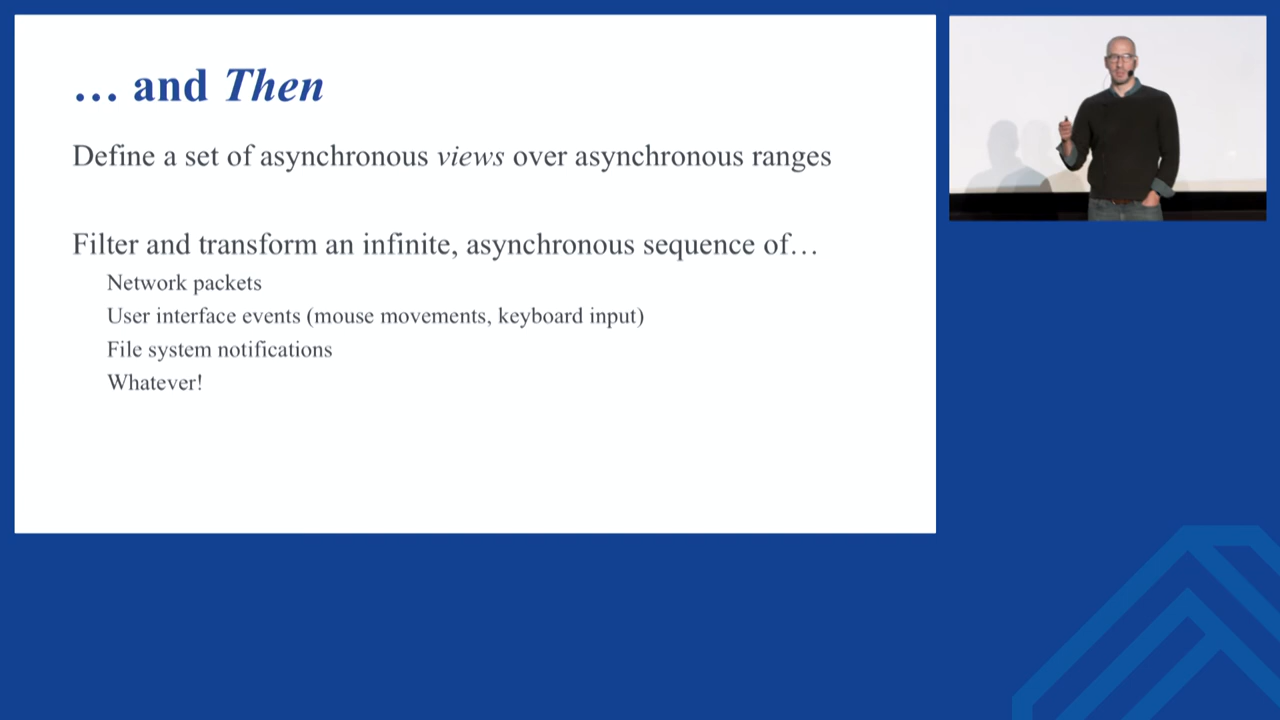 … and Then
Define a set of asynchronous views over asynchronous ranges
Filter and transform an infinite, asynchronous sequence of…
Network packets
User interface events (mouse movements, keyboard input)
File system notifications
Whatever!